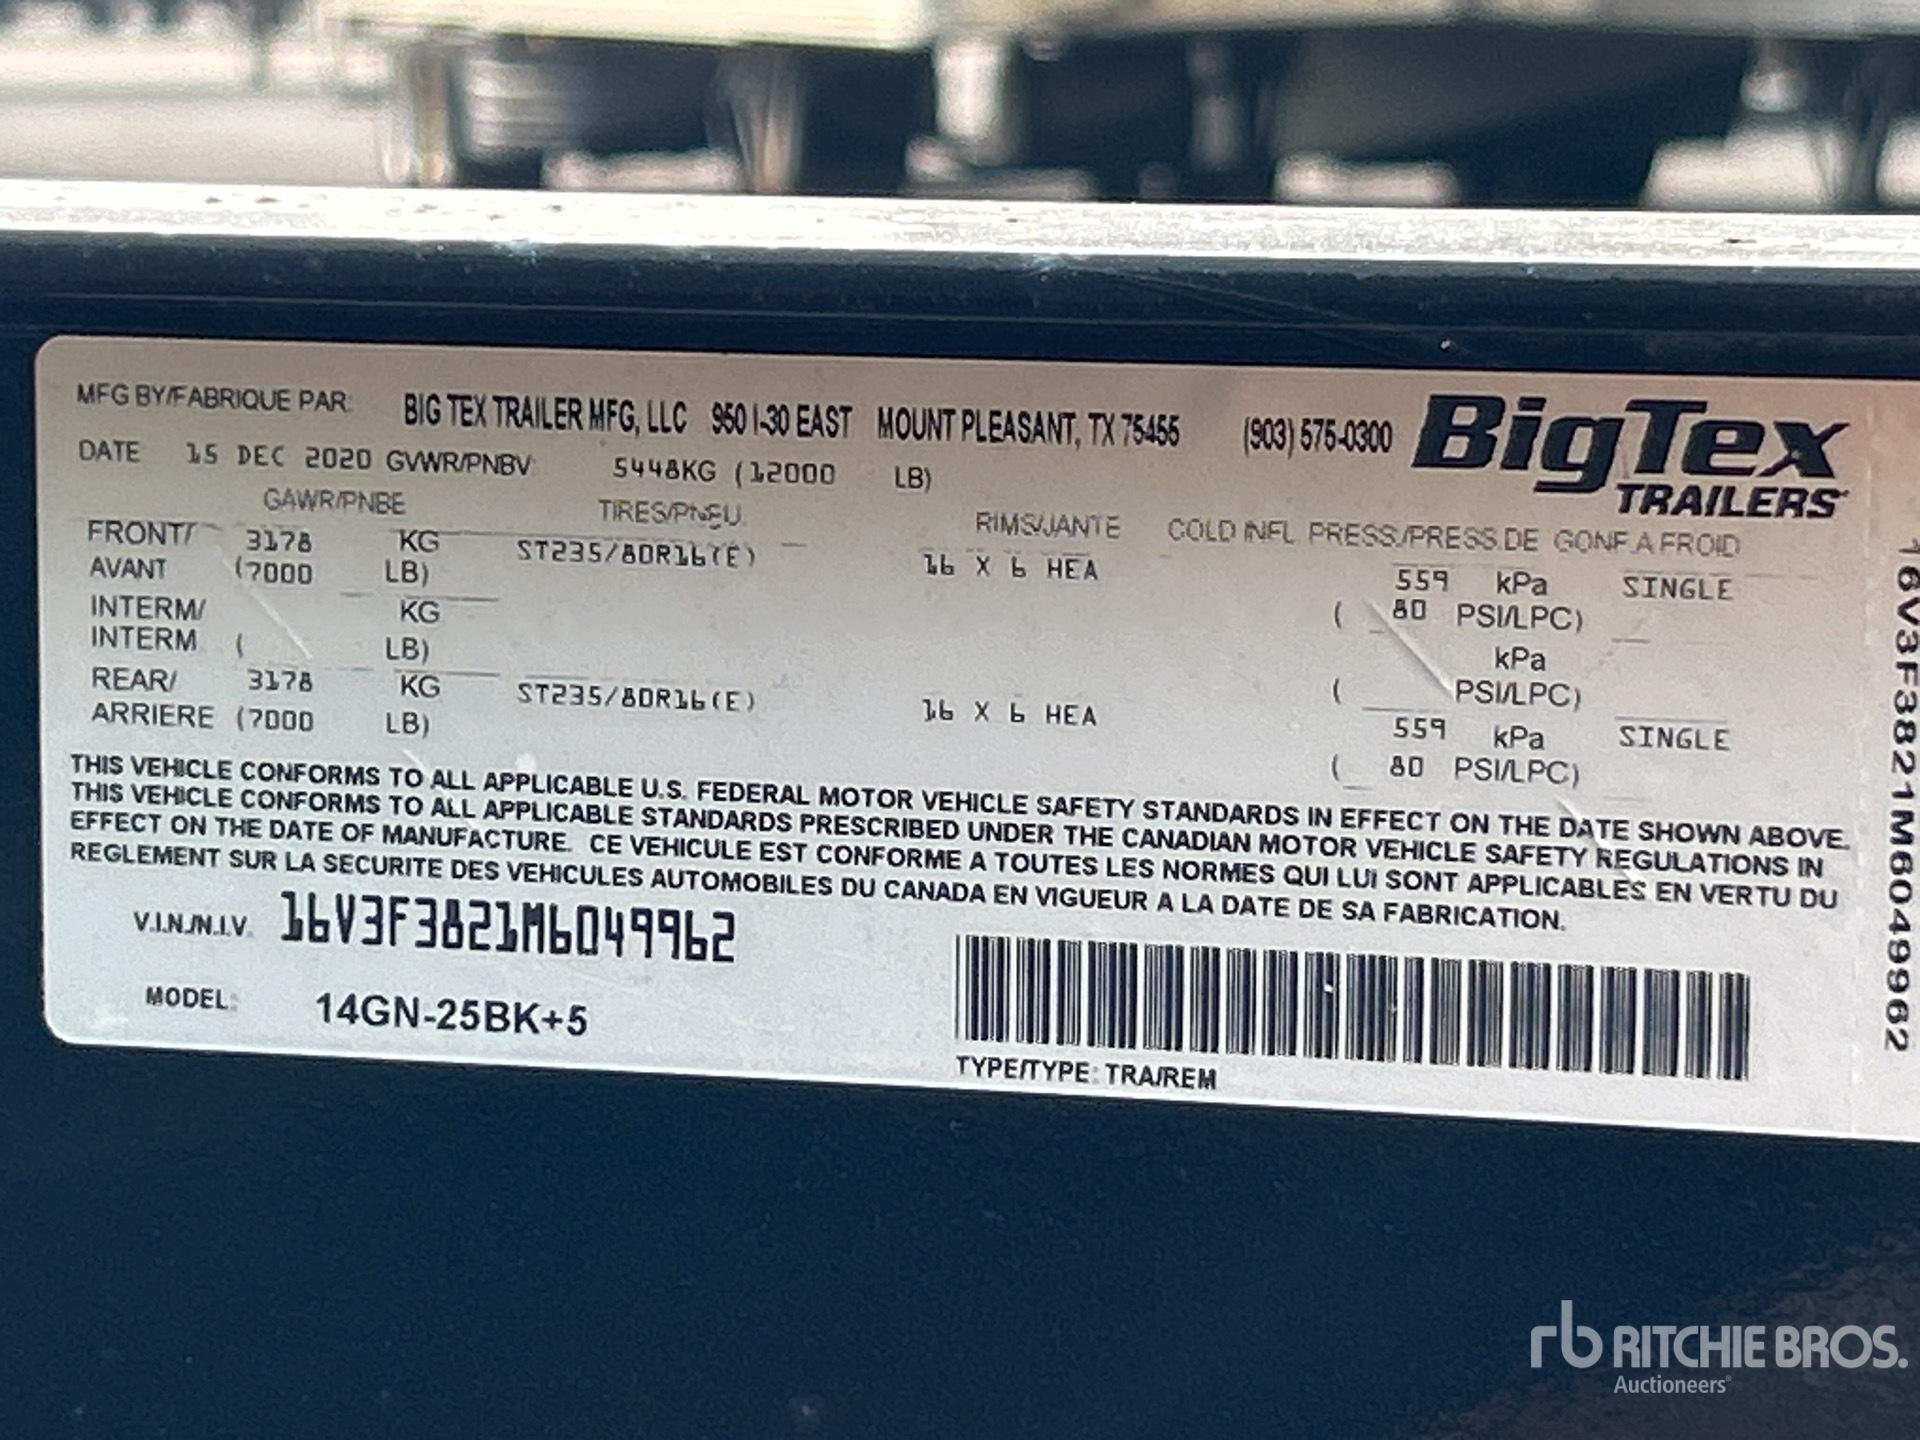 MFG BY/FABRIQUE PAR: BIG TEX TRAILER MFG, LLC 950 I-30 EAST MOUNT PLEASANT, TX 75455 (903) 575-0300
BigTex
TRAILERS
DATE 15 DEC 2020 GVWR/PNBV 5448KG (12000 LB)
GAWR/PNBE TIRES/PNEU RIMS/JANTE COLD INFL PRESS./PRESS.DE GONF.A FROID
FRONT/ 3178 KG ST235/80R16(E) 16 X 6 HEA 559 kPa SINGLE
AVANT (7000 LB) ( 80 PSI/LPC)
INTERM/ KG kPa
INTERM ( LB) ( PSI/LPC)
REAR/ 3178 KG ST235/80R16(E) 16 X 6 HEA 559 kPa SINGLE
ARRIERE (7000 LB) ( 80 PSI/LPC)
THIS VEHICLE CONFORMS TO ALL APPLICABLE U.S. FEDERAL MOTOR VEHICLE SAFETY STANDARDS IN EFFECT ON THE DATE SHOWN ABOVE.
THIS VEHICLE CONFORMS TO ALL APPLICABLE STANDARDS PRESCRIBED UNDER THE CANADIAN MOTOR VEHICLE SAFETY REGULATIONS IN
EFFECT ON THE DATE OF MANUFACTURE. CE VEHICULE EST CONFORME A TOUTES LES NORMES QUI LUI SONT APPLICABLES EN VERTU DU
REGLEMENT SUR LA SECURITE DES VEHICULES AUTOMOBILES DU CANADA EN VIGUEUR A LA DATE DE SA FABRICATION.
V.I.N./N.I.V. 16V3F3821M6049962
MODEL: 14GN-25BK+5
TYPE/TYPE: TRA/REM
16V3F3821M6049962
rb RITCHIE BROS.
Auctioneers